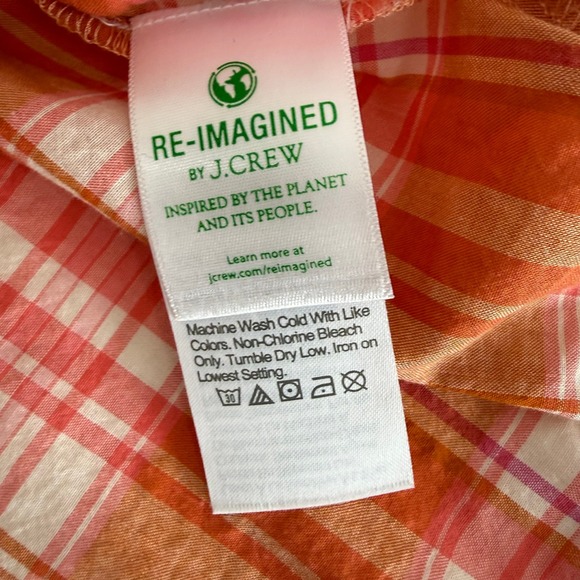 RE-IMAGINED
BY J.CREW
INSPIRED BY THE PLANET
AND ITS PEOPLE.
Learn more at
jcrew.com/reimagined
Machine Wash Cold With Like
Colors. Non-Chlorine Bleach
Only. Tumble Dry Low. Iron on
Lowest Setting.
30